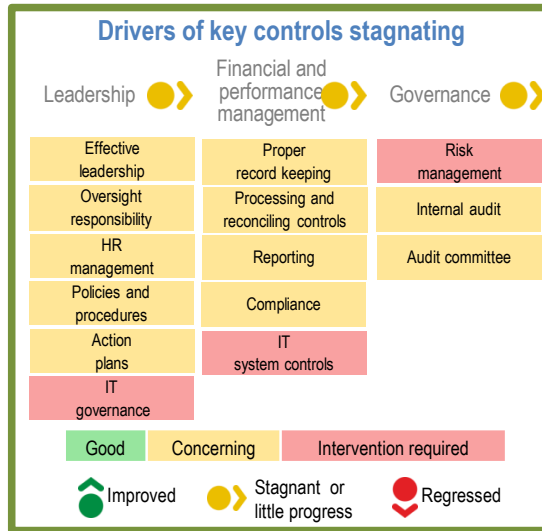 Drivers of key controls stagnating
Leadership
Financial and
performance
management
Governance
Effective
leadership
Oversight
responsibility
HR
management
Policies and
procedures
Action
plans
IT
governance
Proper
record keeping
Processing and
reconciling controls
Reporting
Compliance
IT
system controls
Risk
management
Internal audit
Audit committee
Good
Concerning
Intervention required
Improved
Stagnant or
little progress
Regressed